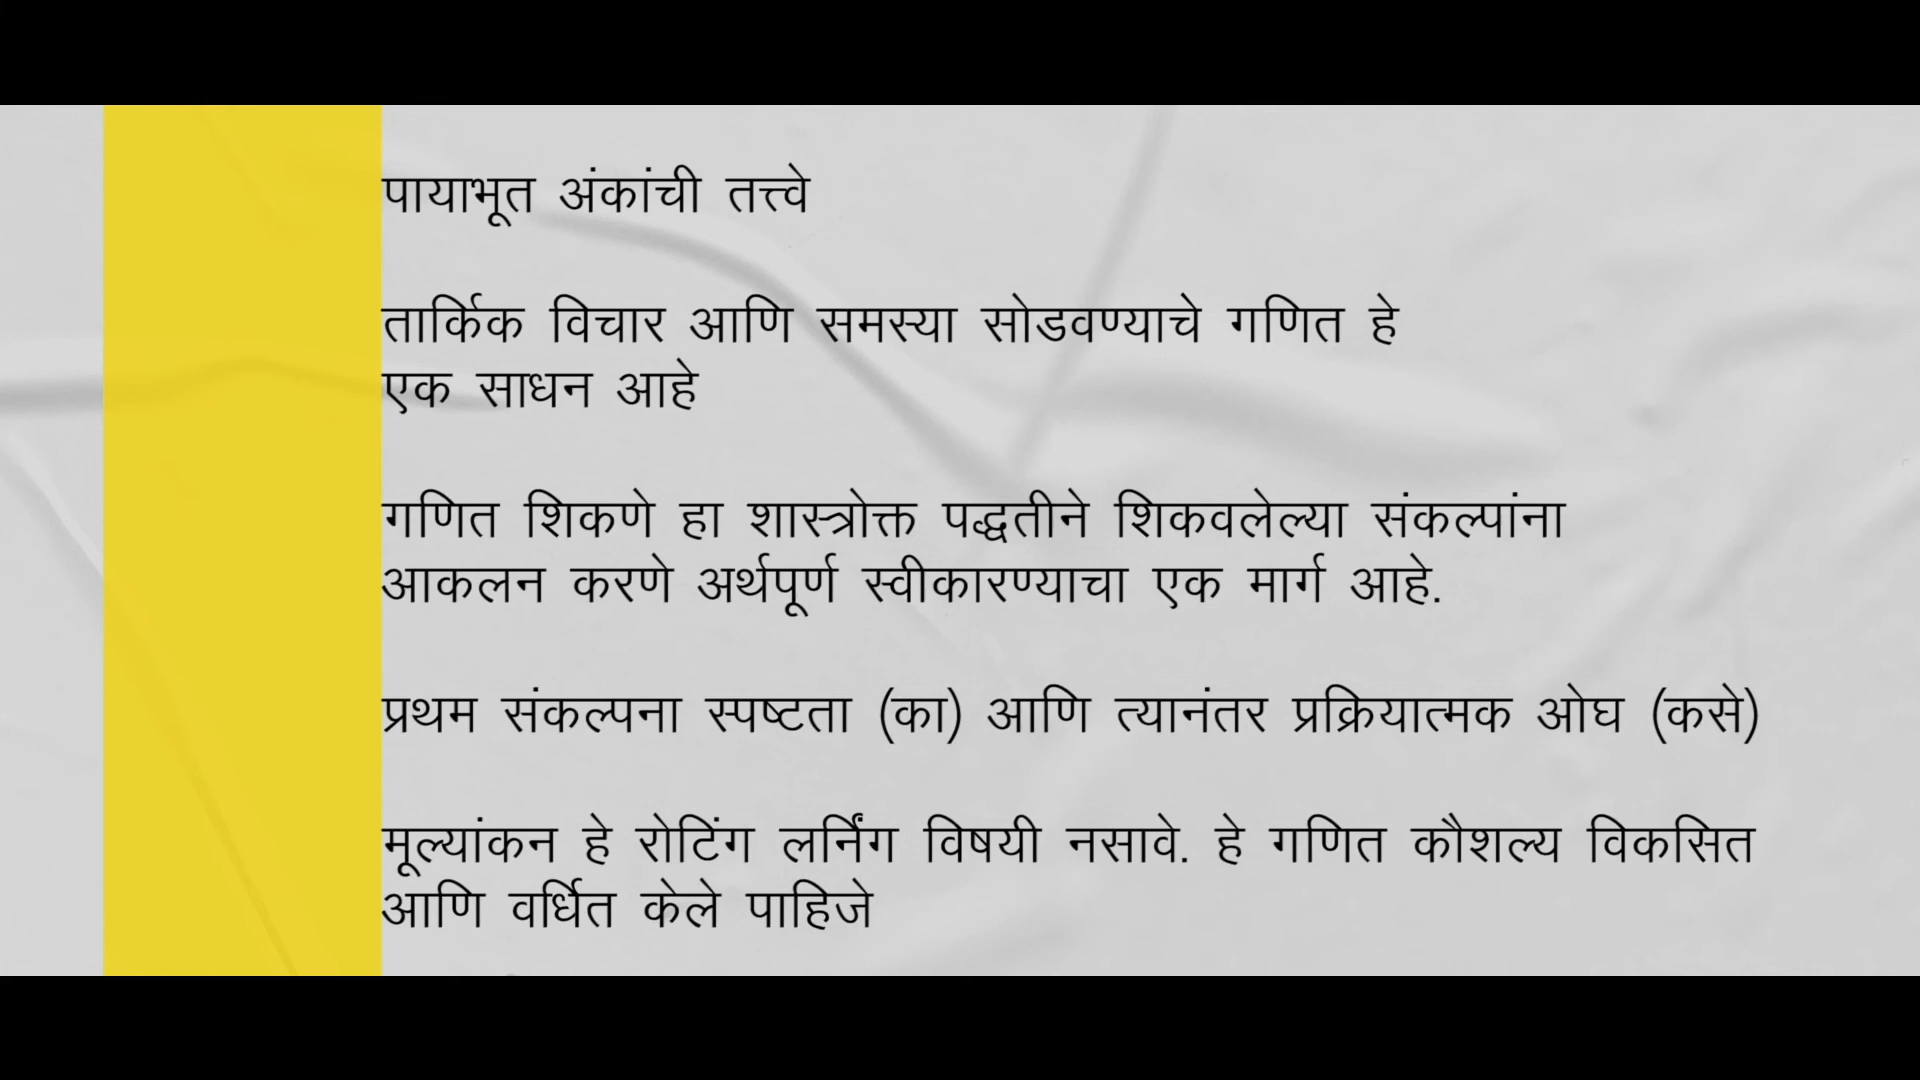 पायाभूत अंकांची तत्त्वे
तार्किक विचार आणि समस्या सोडवण्याचे गणित हे
एक साधन आहे
गणित शिकणे हा शास्त्रोक्त पद्धतीने शिकवलेल्या संकल्पांना
आकलन करणे अर्थपूर्ण स्वीकारण्याचा एक मार्ग आहे.
प्रथम संकल्पना स्पष्टता (का) आणि त्यानंतर प्रक्रियात्मक ओघ (कसे)
मूल्यांकन हे रोटिंग लर्निंग विषयी नसावे. हे गणित कौशल्य विकसित
आणि वर्धित केले पाहिजे